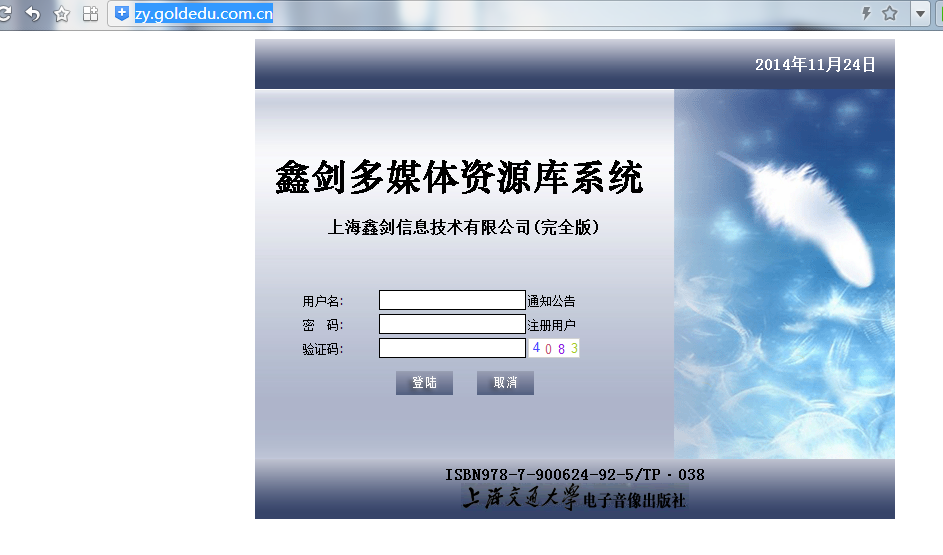 zy.goldedu.com.cn
2014年11月24日
鑫剑多媒体资源库系统
上海鑫剑信息技术有限公司(完全版)
用户名: 通知公告
密 码: 注册用户
验证码: 4083
登陆 取消
ISBN978-7-900624-92-5/TP·038
上海交通大学电子音像出版社